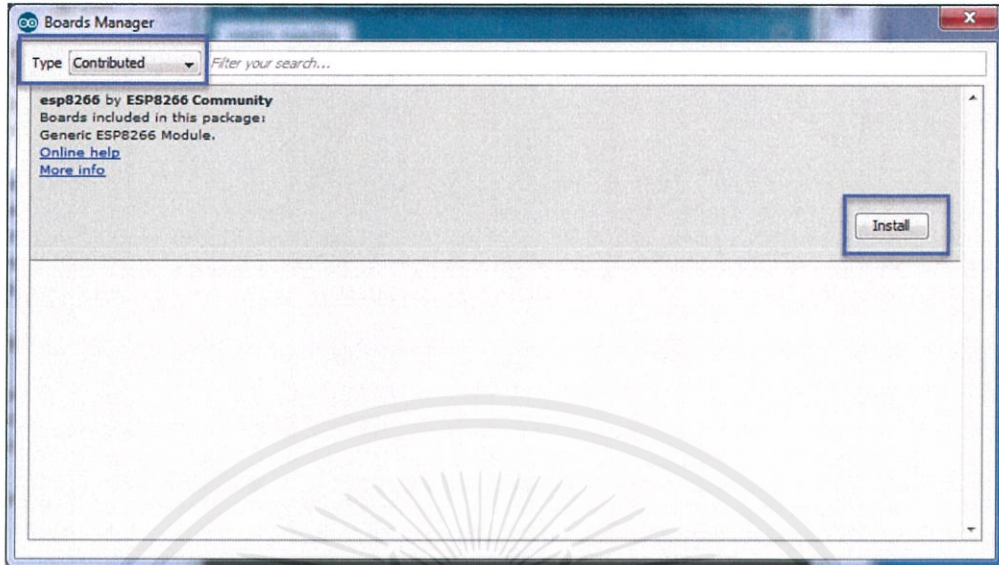 Boards Manager
Type Contributed Filter your search...
esp8266 by ESP8266 Community
Boards included in this package:
Generic ESP8266 Module.
Online help
More info
Install